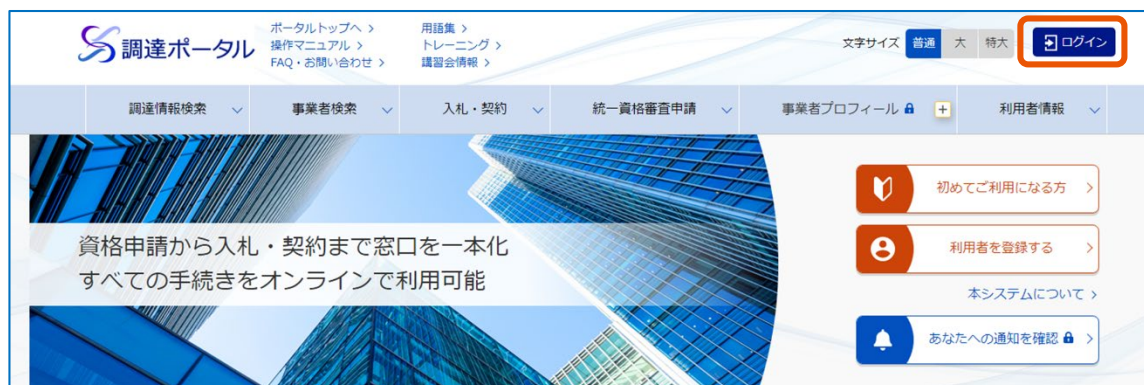 調達ポータル
ポータルトップへ >
操作マニュアル >
FAQ・お問い合わせ >
用語集 >
トレーニング >
講習会情報 >
文字サイズ 普通 大 特大
ログイン
調達情報検索 事業者検索 入札・契約 統一資格審査申請 事業者プロフィール + 利用者情報
資格申請から入札・契約まで窓口を一本化
すべての手続きをオンラインで利用可能
初めてご利用になる方 >
利用者を登録する >
本システムについて >
あなたへの通知を確認 >